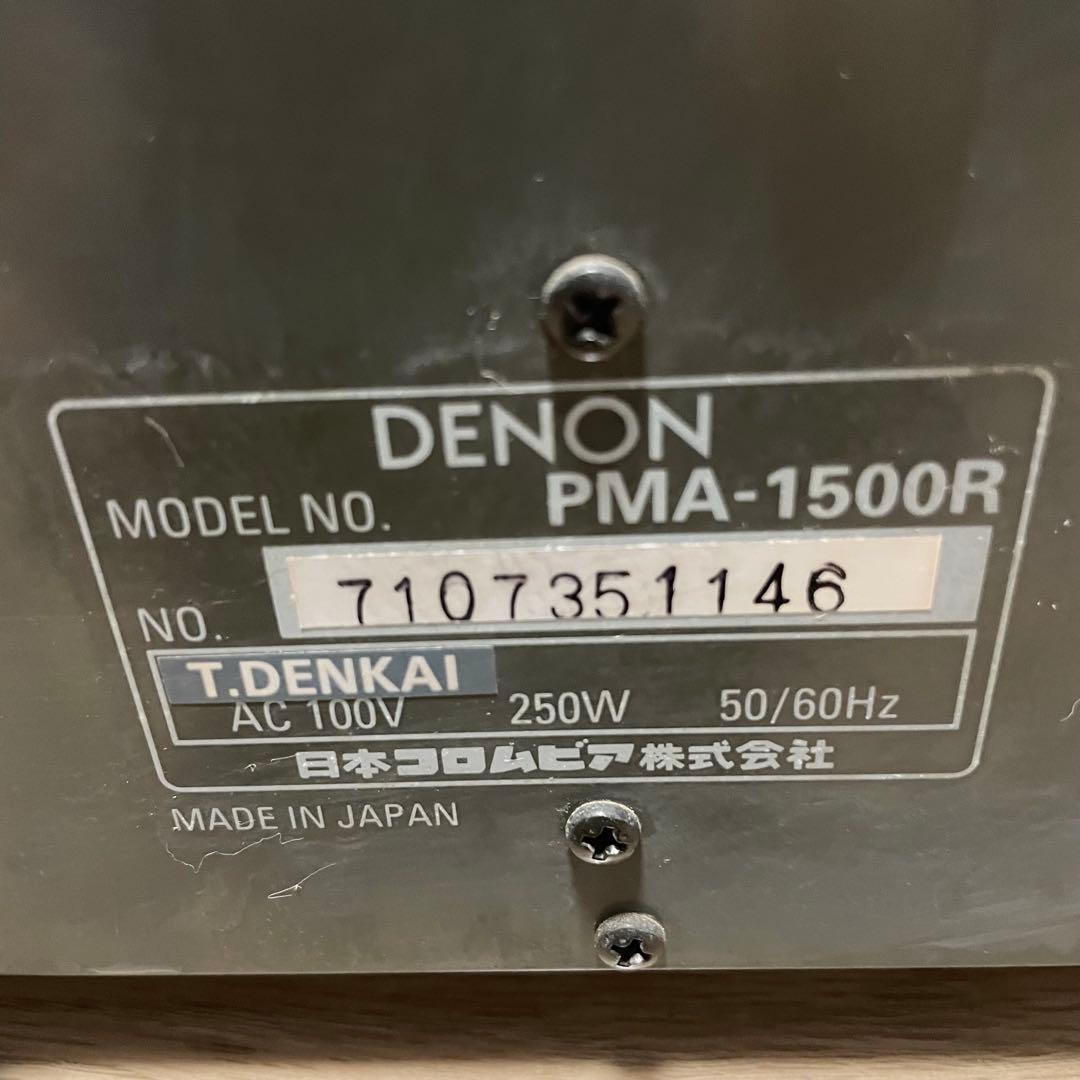 DENON
MODEL NO. PMA-1500R
NO. 7107351146
T.DENKAI
AC 100V 250W 50/60Hz
日本コロムビア株式会社
MADE IN JAPAN